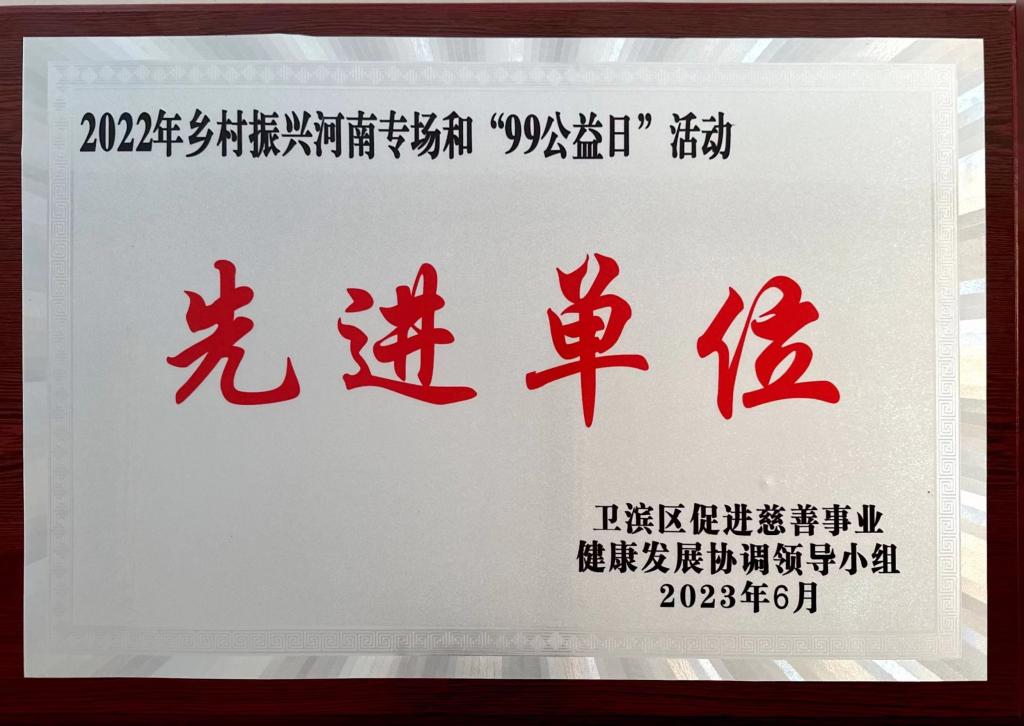 2022年乡村振兴河南专场和“99公益日”活动
先进单位
卫滨区促进慈善事业
健康发展协调领导小组
2023年6月